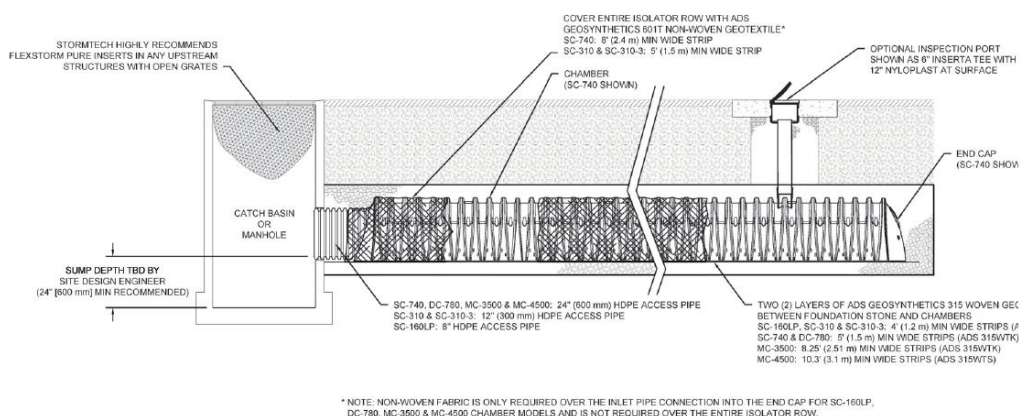 STORMTECH HIGHLY RECOMMENDS
FLEXSTORM PURE INSERTS IN ANY UPSTREAM
STRUCTURES WITH OPEN GRATES
COVER ENTIRE ISOLATOR ROW WITH ADS
GEOSYNTHETICS 601T NON-WOVEN GEOTEXTILE*
SC-740: 8' (2.4 m) MIN WIDE STRIP
SC-310 & SC-310-3: 5' (1.5 m) MIN WIDE STRIP
CHAMBER
(SC-740 SHOWN)
OPTIONAL INSPECTION PORT
SHOWN AS 6" INSERTA TEE WITH
12" NYLOPLAST AT SURFACE
END CAP
(SC-740 SHOW
CATCH BASIN
OR
MANHOLE
SUMP DEPTH TBD BY
SITE DESIGN ENGINEER
(24" [600 mm] MIN RECOMMENDED)
SC-740, DC-780, MC-3500 & MC-4500: 24" (600 mm) HDPE ACCESS PIPE
SC-310 & SC-310-3: 12" (300 mm) HDPE ACCESS PIPE
SC-160LP: 8" HDPE ACCESS PIPE
TWO (2) LAYERS OF ADS GEOSYNTHETICS 315 WOVEN GEO
BETWEEN FOUNDATION STONE AND CHAMBERS
SC-160LP, SC-310 & SC-310-3: 4' (1.2 m) MIN WIDE STRIPS (
SC-740 & DC-780: 5' (1.5 m) MIN WIDE STRIPS (ADS 315WTK)
MC-3500: 8.25' (2.51 m) MIN WIDE STRIPS (ADS 315WTK)
MC-4500: 10.3' (3.1 m) MIN WIDE STRIPS (ADS 315WTS)
* NOTE: NON-WOVEN FABRIC IS ONLY REQUIRED OVER THE INLET PIPE CONNECTION INTO THE END CAP FOR SC-160LP,
DC-780, MC-3500 & MC-4500 CHAMBER MODELS AND IS NOT REQUIRED OVER THE ENTIRE ISOLATOR ROW.